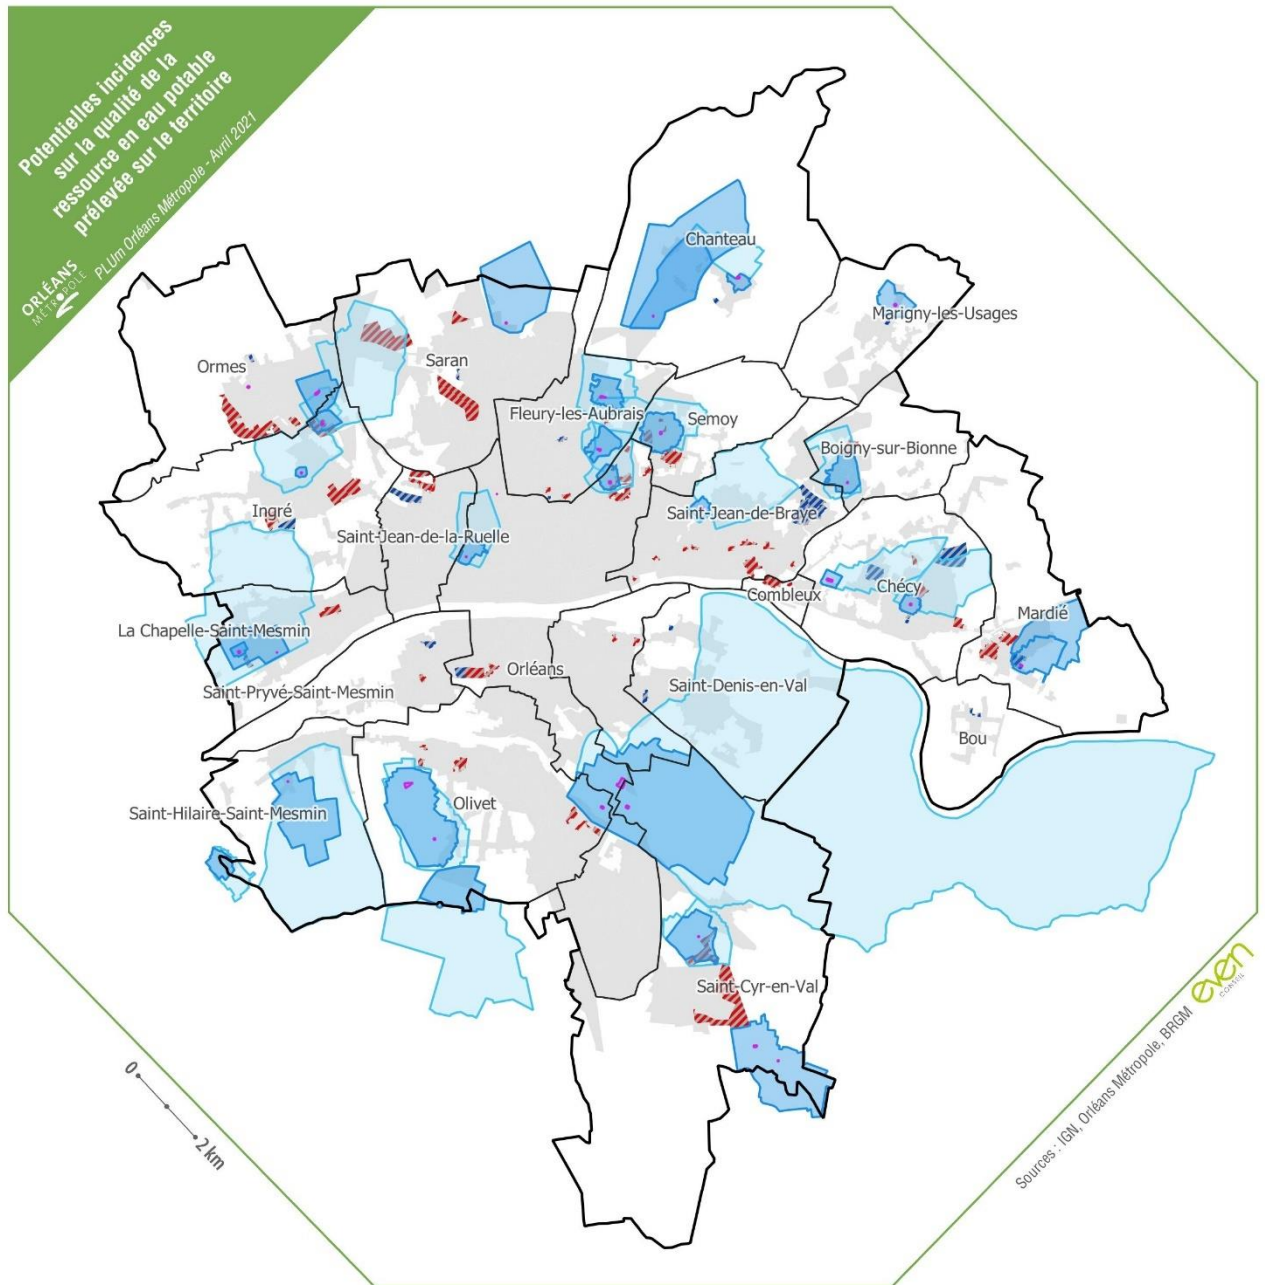 Potentielles incidences
sur la qualité de la
ressource en eau potable
prélevée sur le territoire
PLUm Orléans Métropole - Avril 2021
ORLÉANS
MÉTROPOLE
Chanteau
Marigny-les-Usages
Ormes
Saran
Fleury-les-Aubrais
Semoy
Boigny-sur-Bionne
Ingré
Saint-Jean-de-la-Ruelle
Saint-Jean-de-Braye
Combleux
Chécy
Mardié
La Chapelle-Saint-Mesmin
Saint-Pryvé-Saint-Mesmin
Orléans
Saint-Denis-en-Val
Bou
Saint-Hilaire-Saint-Mesmin
Olivet
Saint-Cyr-en-Val
0
2 km
Sources : IGN, Orléans Métropole, BRGM
even
CONSEIL